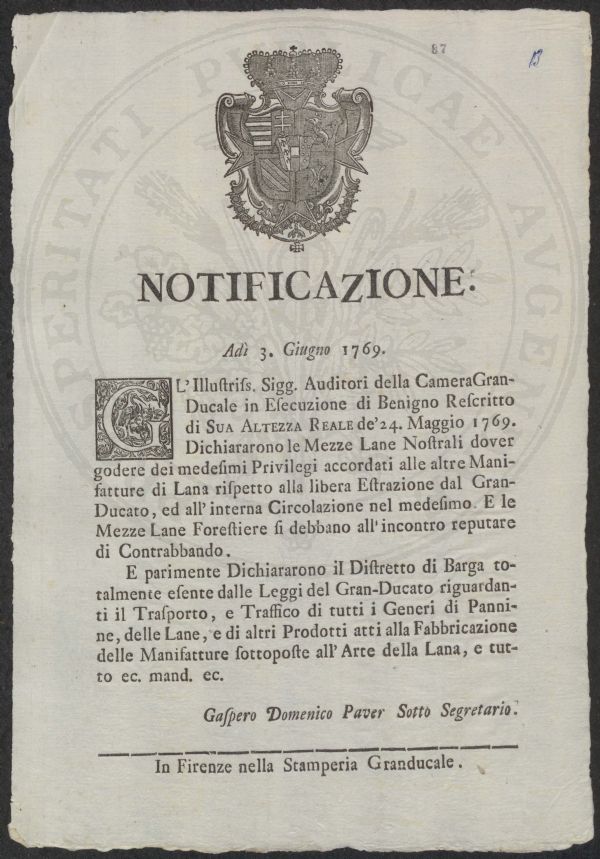 87
13
NOTIFICAZIONE.
Adì 3. Giugno 1769.
GL'Illuſtriſs. Sigg. Auditori della CameraGran-
Ducale in Eſecuzione di Benigno Reſcritto
di SUA ALTEZZA REALE de'24. Maggio 1769.
Dichiararono le Mezze Lane Noſtrali dover
godere dei medeſimi Privilegi accordati alle altre Mani-
fatture di Lana riſpetto alla libera Eſtrazione dal Gran-
Ducato, ed all'interna Circolazione nel medeſimo. E le
Mezze Lane Foreſtiere ſi debbano all'incontro reputare
di Contrabbando.
E parimente Dichiararono il Diſtretto di Barga to-
talmente eſente dalle Leggi del Gran-Ducato riguardan-
ti il Traſporto, e Traffico di tutti i Generi di Panni-
ne, delle Lane, e di altri Prodotti atti alla Fabbricazione
delle Manifatture ſottopoſte all'Arte della Lana, e tut-
to ec. mand. ec.
Gaſpero Domenico Paver Sotto Segretario.
In Firenze nella Stamperia Granducale.